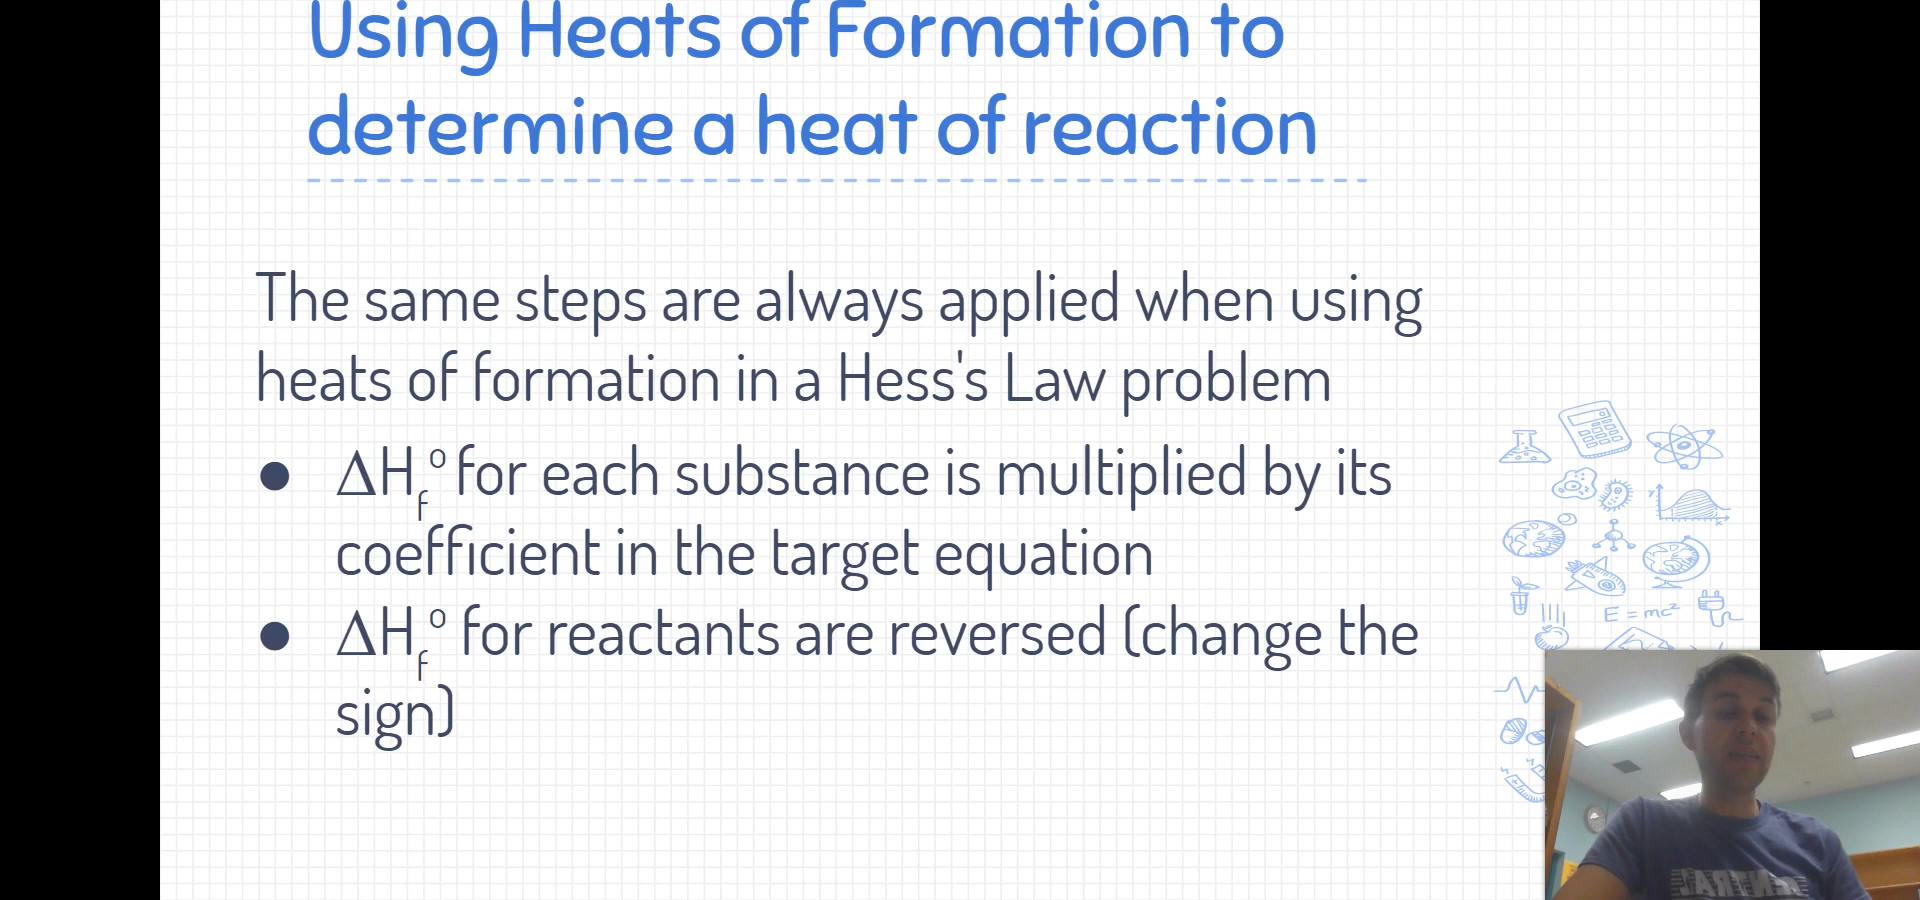 Using Heats of Formation to
determine a heat of reaction
The same steps are always applied when using
heats of formation in a Hess's Law problem
● ΔHf° for each substance is multiplied by its
coefficient in the target equation
● ΔHf° for reactants are reversed (change the
sign)
E = mc²